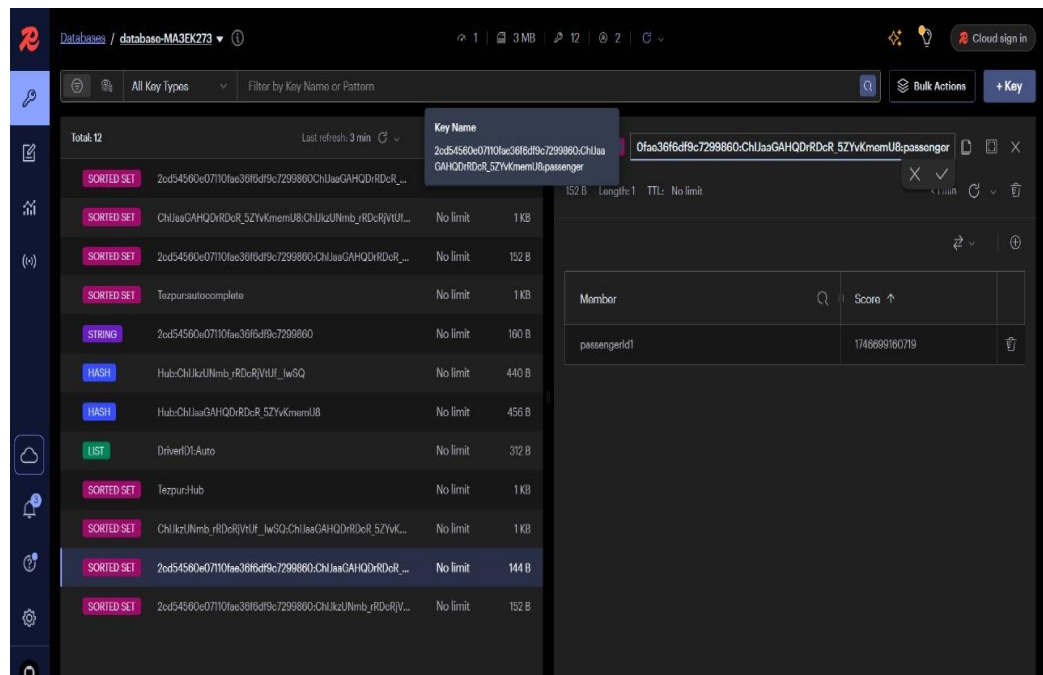 Databases / database-MA3EK273
1 3 MB 12 2
Cloud sign in
All Key Types Filter by Key Name or Pattern Bulk Actions + Key
Total: 12 Last refresh: 3 min
Key Name
2cd54560e07110fae36f6df9c7299860:ChIJaa
GAHQDrRDcR_5ZYvKmemU8:passenger
0fae36f6df9c7299860:ChIJaaGAHQDrRDcR_5ZYvKmemU8:passenger
152 B Length: 1 TTL: No limit min
SORTED SET 2cd54560e07110fae36f6df9c7299860ChIJaaGAHQDrRDcR_...
SORTED SET ChIJaaGAHQDrRDcR_5ZYvKmemU8:ChIJkzUNmb_rRDcRjVtUf... No limit 1 KB
SORTED SET 2cd54560e07110fae36f6df9c7299860:ChIJaaGAHQDrRDcR_... No limit 152 B
SORTED SET Tezpur:autocomplete No limit 1 KB
STRING 2cd54560e07110fae36f6df9c7299860 No limit 160 B
HASH Hub:ChIJkzUNmb_rRDcRjVtUf_IwSQ No limit 440 B
HASH Hub:ChIJaaGAHQDrRDcR_5ZYvKmemU8 No limit 456 B
LIST DriverID1:Auto No limit 312 B
SORTED SET Tezpur:Hub No limit 1 KB
SORTED SET ChIJkzUNmb_rRDcRjVtUf_IwSQ:ChIJaaGAHQDrRDcR_5ZYvK... No limit 1 KB
SORTED SET 2cd54560e07110fae36f6df9c7299860:ChIJaaGAHQDrRDcR_... No limit 144 B
SORTED SET 2cd54560e07110fae36f6df9c7299860:ChIJkzUNmb_rRDcRjV... No limit 152 B
Member Score
passengerId1 1746699160719